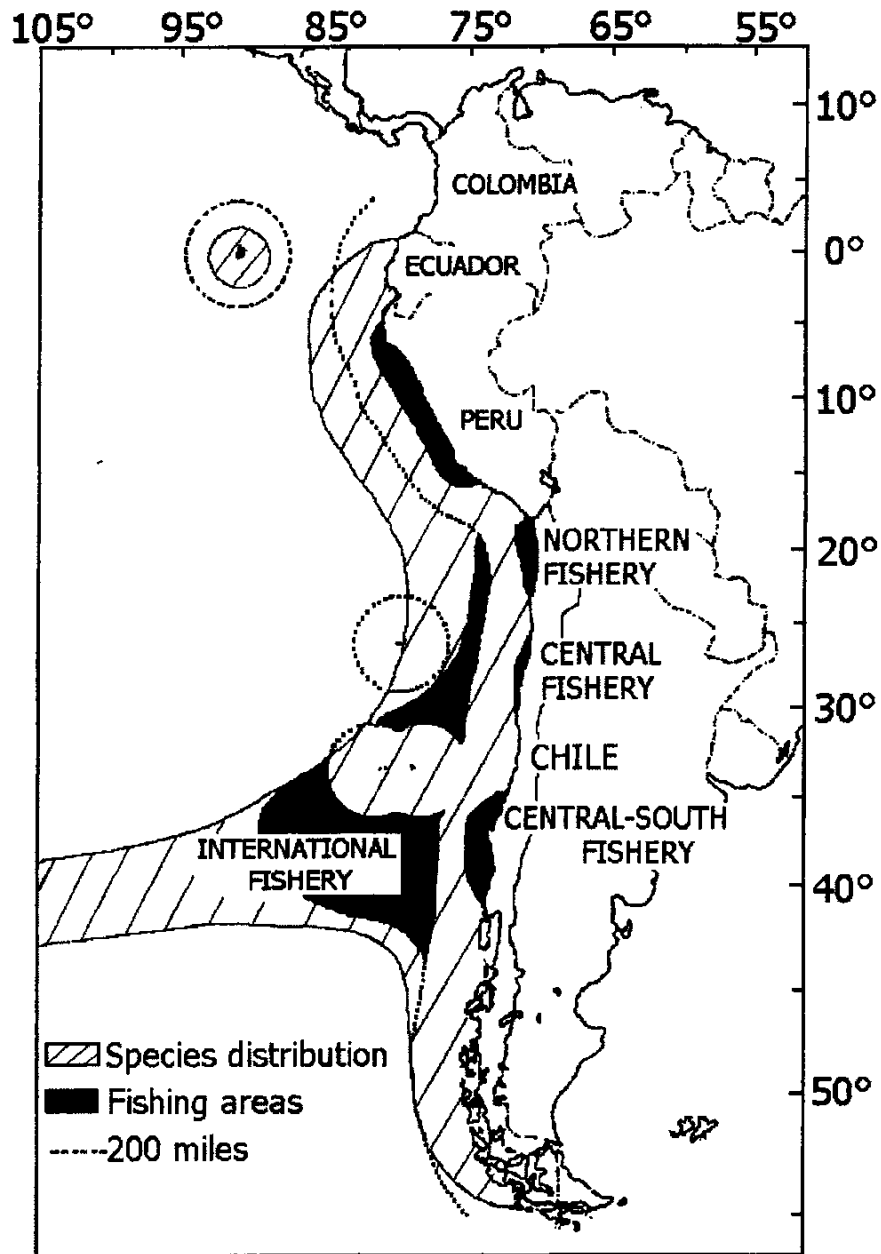 105° 95° 85° 75° 65° 55°
10°
COLOMBIA
0°
ECUADOR
10°
PERU
20°
NORTHERN
FISHERY
CENTRAL
FISHERY
30°
CHILE
CENTRAL-SOUTH
FISHERY
INTERNATIONAL
FISHERY
40°
Species distribution
Fishing areas
50°
200 miles